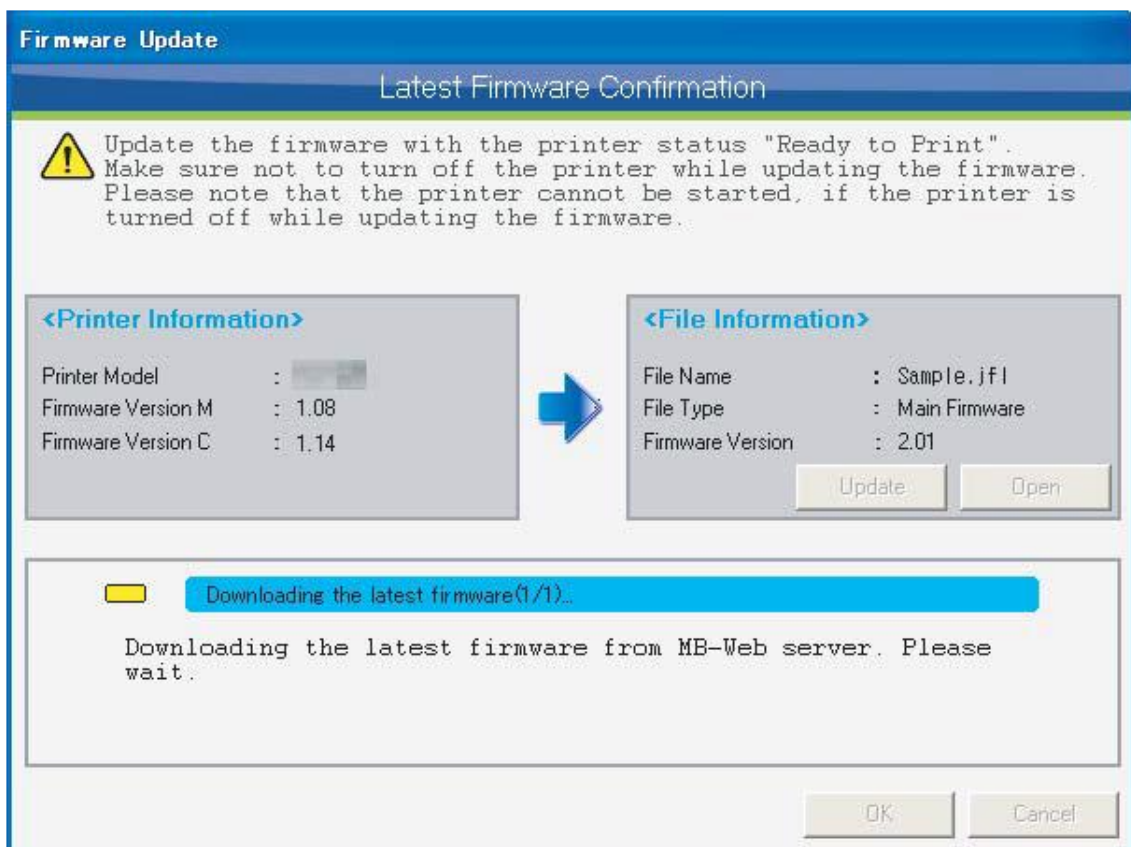 Firmware Update
Latest Firmware Confirmation
Update the firmware with the printer status "Ready to Print".
Make sure not to turn off the printer while updating the firmware.
Please note that the printer cannot be started, if the printer is
turned off while updating the firmware.
<Printer Information>
Printer Model :
Firmware Version M : 1.08
Firmware Version C : 1.14
<File Information>
File Name : Sample.jfl
File Type : Main Firmware
Firmware Version : 2.01
Update Open
Downloading the latest firmware(1/1)...
Downloading the latest firmware from MB-Web server. Please
wait.
OK Cancel